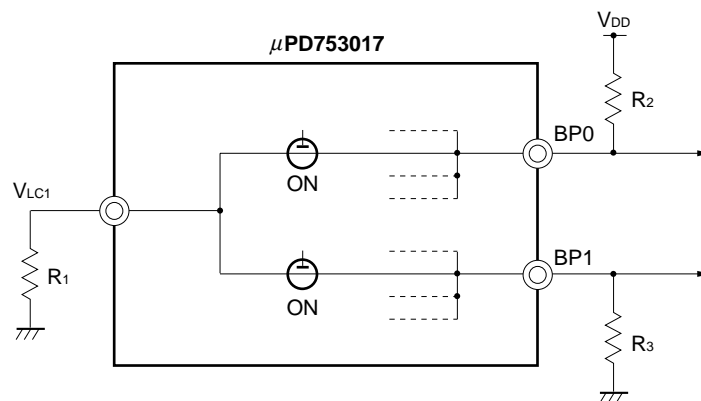 VDD
µPD753017
R2
BP0
ON
VLC1
R1
BP1
ON
R3